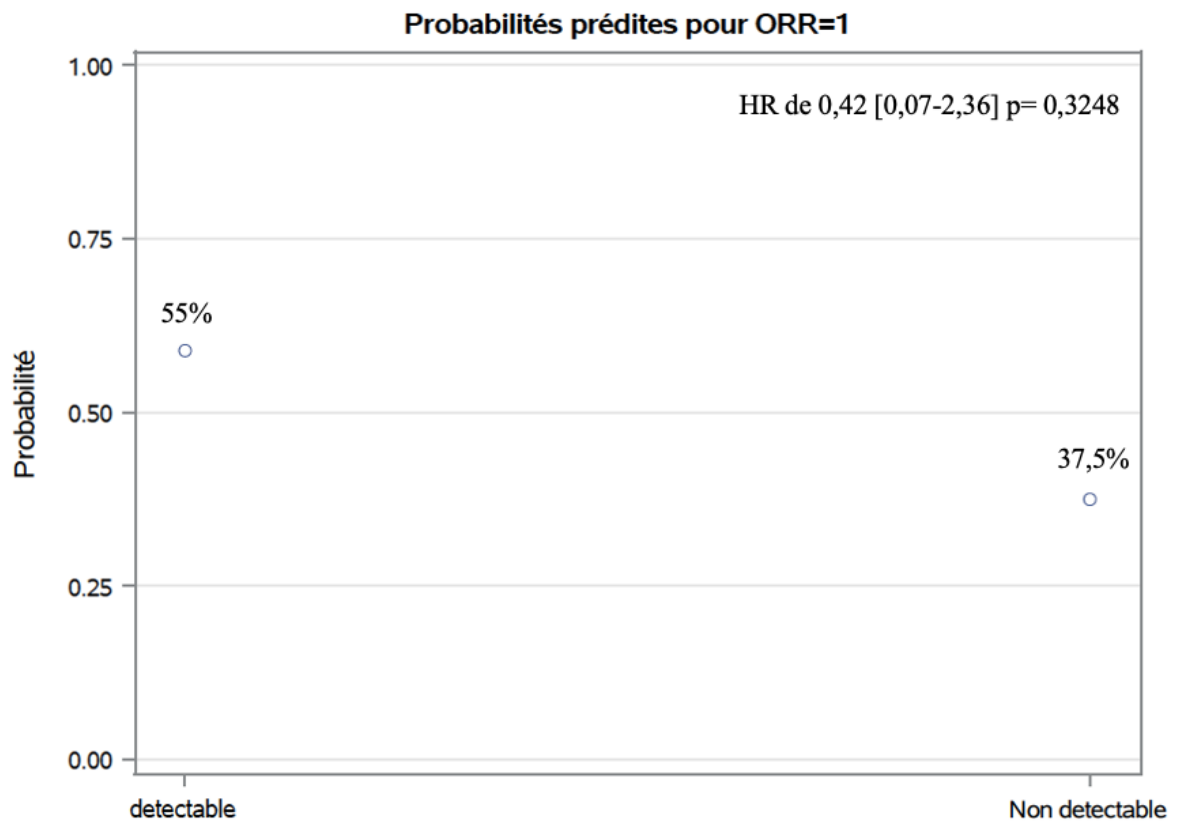 Probabilités prédites pour ORR=1
1.00
HR de 0,42 [0,07-2,36] p= 0,3248
0.75
55%
Probabilité
0.50
37,5%
0.25
0.00
detectable
Non detectable